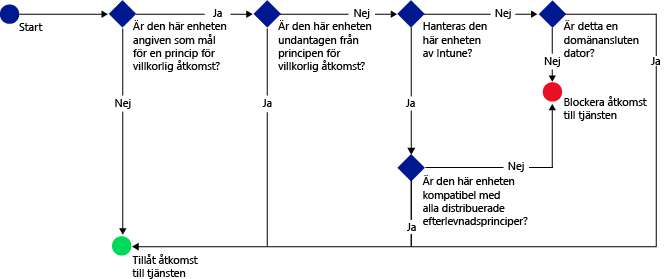 Start
Ja
Är den här enheten
angiven som mål
för en princip för
villkorlig åtkomst?
Nej
Nej
Är den här enheten
undantagen från
principen för
villkorlig åtkomst?
Ja
Nej
Hanteras den
här enheten
av Intune?
Ja
Är detta en
domänansluten
dator?
Nej
Ja
Blockera åtkomst
till tjänsten
Nej
Är den här enheten
kompatibel med
alla distribuerade
efterlevnadsprinciper?
Ja
Tillåt åtkomst
till tjänsten